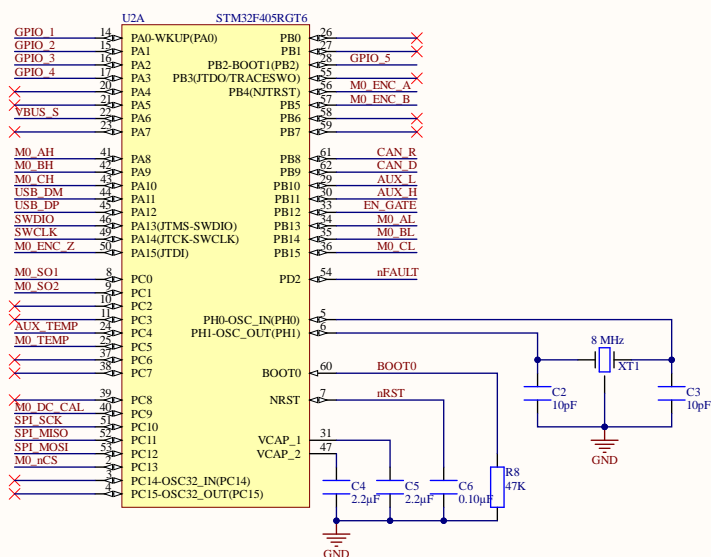 U2A STM32F405RGT6
GPIO_1 14 PA0-WKUP(PA0) PB0 26
GPIO_2 15 PA1 PB1 27
GPIO_3 16 PA2 PB2-BOOT1(PB2) 28 GPIO_5
GPIO_4 17 PA3 PB3(JTDO/TRACESWO) 55
20 PA4 PB4(NJTRST) 56 M0_ENC_A
21 PA5 PB5 57 M0_ENC_B
VBUS_S 22 PA6 PB6 58
23 PA7 PB7 59
M0_AH 41 PA8 PB8 61 CAN_R
M0_BH 42 PA9 PB9 62 CAN_D
M0_CH 43 PA10 PB10 29 AUX_L
USB_DM 44 PA11 PB11 30 AUX_H
USB_DP 45 PA12 PB12 33 EN_GATE
SWDIO 46 PA13(JTMS-SWDIO) PB13 34 M0_AL
SWCLK 49 PA14(JTCK-SWCLK) PB14 35 M0_BL
M0_ENC_Z 50 PA15(JTDI) PB15 36 M0_CL
M0_SO1 8 PC0 PD2 54 nFAULT
M0_SO2 9 PC1
10 PC2
11 PC3 PH0-OSC_IN(PH0) 5
AUX_TEMP 24 PC4 PH1-OSC_OUT(PH1) 6
M0_TEMP 25 PC5
37 PC6
38 PC7 BOOT0 60 BOOT0
39 PC8 NRST 7 nRST
M0_DC_CAL 40 PC9
SPI_SCK 51 PC10
SPI_MISO 52 PC11 VCAP_1 31
SPI_MOSI 53 PC12 VCAP_2 47
M0_nCS 2 PC13
3 PC14-OSC32_IN(PC14)
4 PC15-OSC32_OUT(PC15)
8 MHz
XT1
C2
10pF
C3
10pF
GND
C4
2.2µF
C5
2.2µF
C6
0.10µF
R8
47K
GND